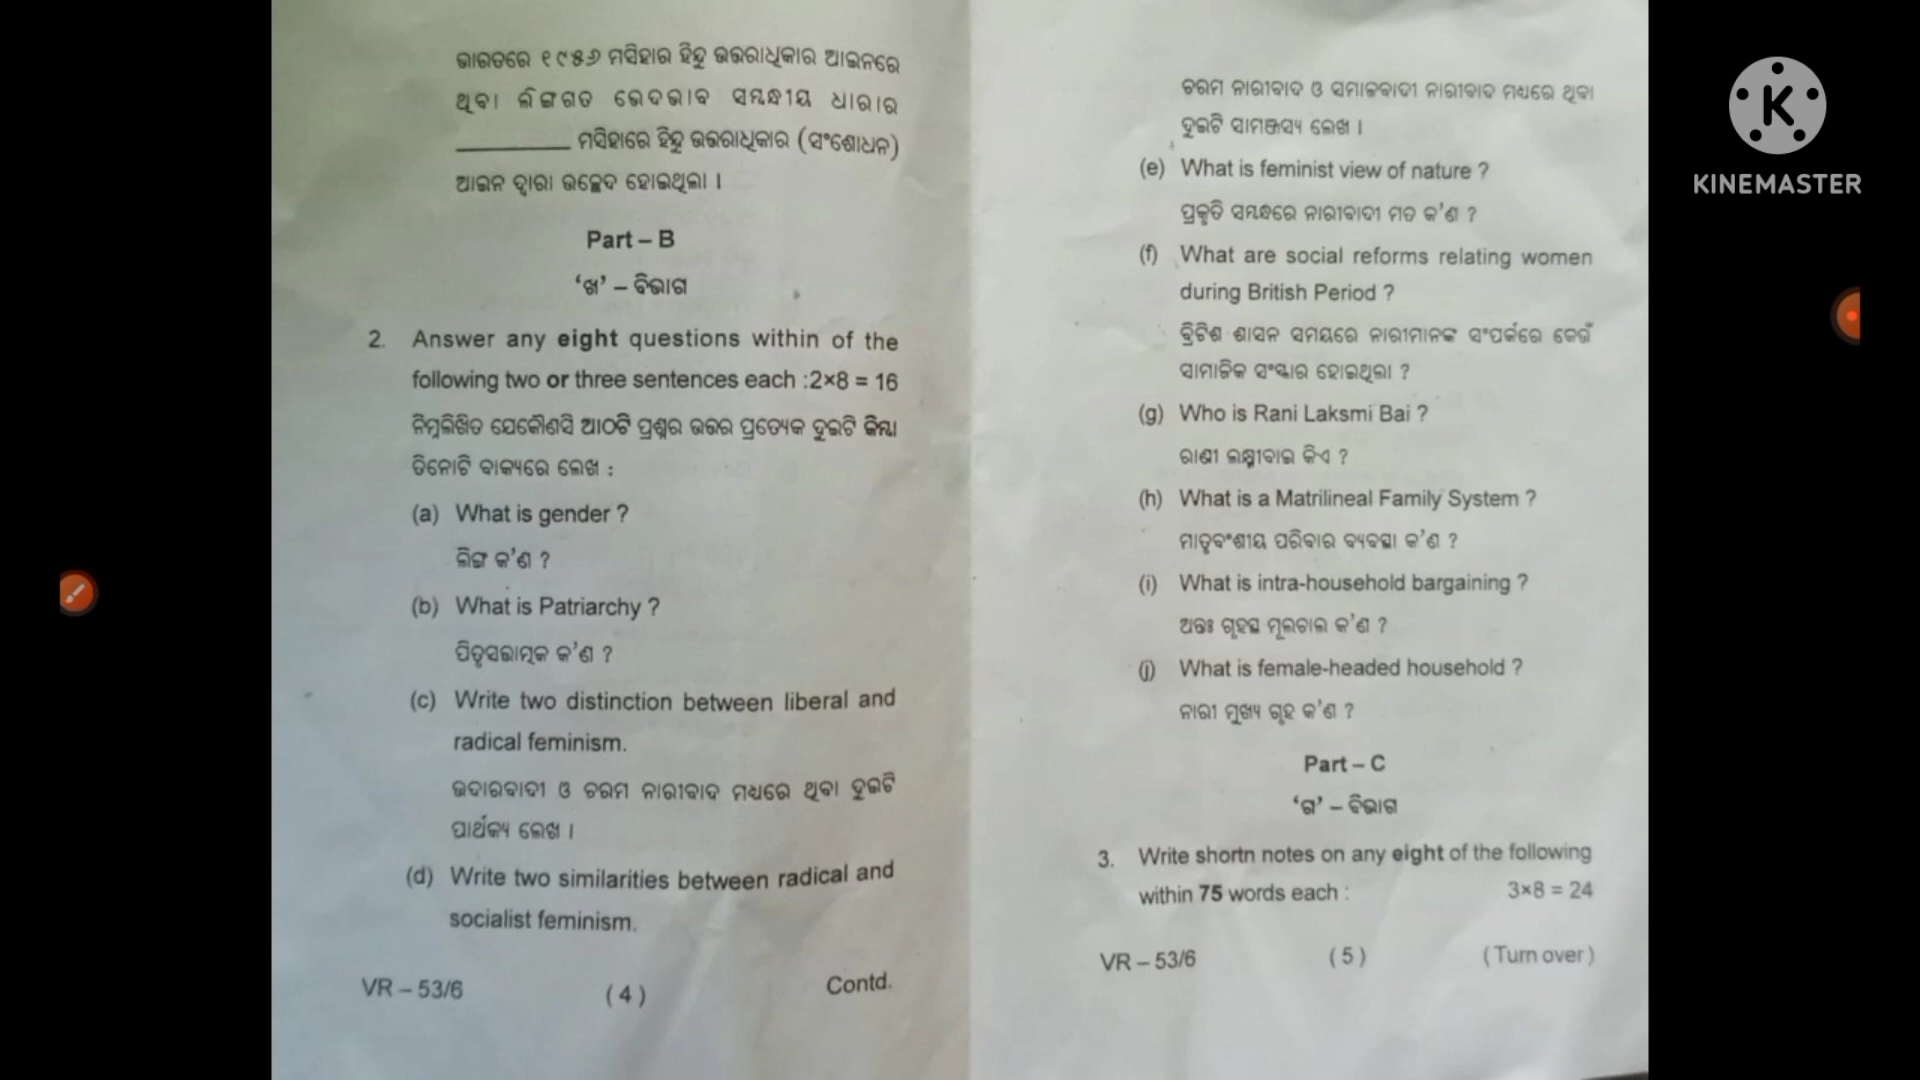 ଭାରତରେ ୧୯୫୬ ମସିହାର ହିନ୍ଦୁ ଉତ୍ତରାଧିକାର ଆଇନରେ
ଥିବା ଲିଙ୍ଗଗତ ଭେଦଭାବ ସମ୍ବନ୍ଧୀୟ ଧାରାର
__________ ମସିହାରେ ହିନ୍ଦୁ ଉତ୍ତରାଧିକାର (ସଂଶୋଧନ)
ଆଇନ ଦ୍ୱାରା ଉଚ୍ଛେଦ ହୋଇଥିଲା ।
Part – B
‘ଖ’ – ବିଭାଗ
2. Answer any eight questions within of the
following two or three sentences each :2×8 = 16
ନିମ୍ନଲିଖିତ ଯେକୌଣସି ଆଠଟି ପ୍ରଶ୍ନର ଉତ୍ତର ପ୍ରତ୍ୟେକ ଦୁଇଟି କିମ୍ବା
ତିନୋଟି ବାକ୍ୟରେ ଲେଖ :
(a) What is gender ?
ଲିଙ୍ଗ କ’ଣ ?
(b) What is Patriarchy ?
ପିତୃସତ୍ତାତ୍ମକ କ’ଣ ?
(c) Write two distinction between liberal and
radical feminism.
ଉଦାରବାଦୀ ଓ ଚରମ ନାରୀବାଦ ମଧ୍ୟରେ ଥିବା ଦୁଇଟି
ପାର୍ଥକ୍ୟ ଲେଖ ।
(d) Write two similarities between radical and
socialist feminism.
VR – 53/6 (4) Contd.
ଚରମ ନାରୀବାଦ ଓ ସମାଜବାଦୀ ନାରୀବାଦ ମଧ୍ୟରେ ଥିବା
ଦୁଇଟି ସାମଞ୍ଜସ୍ୟ ଲେଖ ।
(e) What is feminist view of nature ?
ପ୍ରକୃତି ସମ୍ବନ୍ଧରେ ନାରୀବାଦୀ ମତ କ’ଣ ?
(f) What are social reforms relating women
during British Period ?
ବ୍ରିଟିଶ ଶାସନ ସମୟରେ ନାରୀମାନଙ୍କ ସଂପର୍କରେ କେଉଁ
ସାମାଜିକ ସଂସ୍କାର ହୋଇଥିଲା ?
(g) Who is Rani Laksmi Bai ?
ରାଣୀ ଲକ୍ଷ୍ମୀବାଇ କିଏ ?
(h) What is a Matrilineal Family System ?
ମାତୃବଂଶୀୟ ପରିବାର ବ୍ୟବସ୍ଥା କ’ଣ ?
(i) What is intra-household bargaining ?
ଅନ୍ତଃ ଗୃହସ୍ଥ ମୂଲଚାଲ କ’ଣ ?
(j) What is female-headed household ?
ନାରୀ ମୁଖ୍ୟ ଗୃହ କ’ଣ ?
Part – C
‘ଗ’ – ବିଭାଗ
3. Write shortn notes on any eight of the following
within 75 words each : 3×8 = 24
VR – 53/6 (5) (Turn over)
K
KINEMASTER